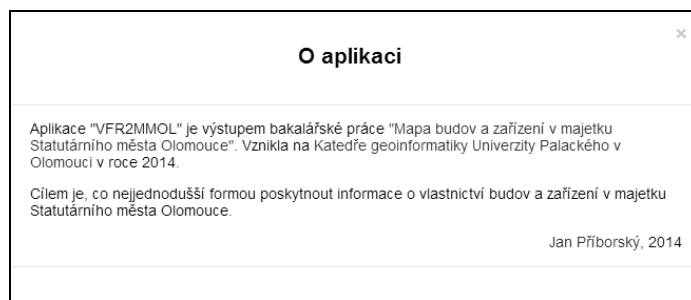 ×
O aplikaci
Aplikace "VFR2MMOL" je výstupem bakalářské práce "Mapa budov a zařízení v majetku
Statutárního města Olomouce". Vznikla na Katedře geoinformatiky Univerzity Palackého v
Olomouci v roce 2014.
Cílem je, co nejjednodušší formou poskytnout informace o vlastnictví budov a zařízení v majetku
Statutárního města Olomouce.
Jan Příborský, 2014